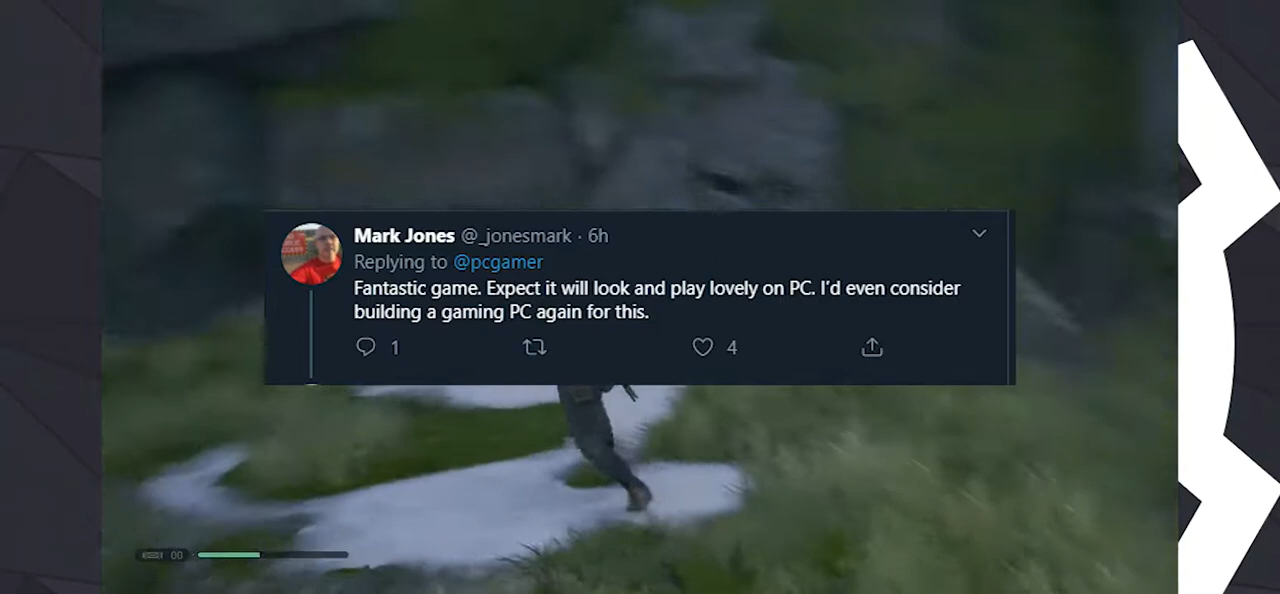 Mark Jones @_jonesmark · 6h
Replying to @pcgamer
Fantastic game. Expect it will look and play lovely on PC. I'd even consider
building a gaming PC again for this.
1 4
00